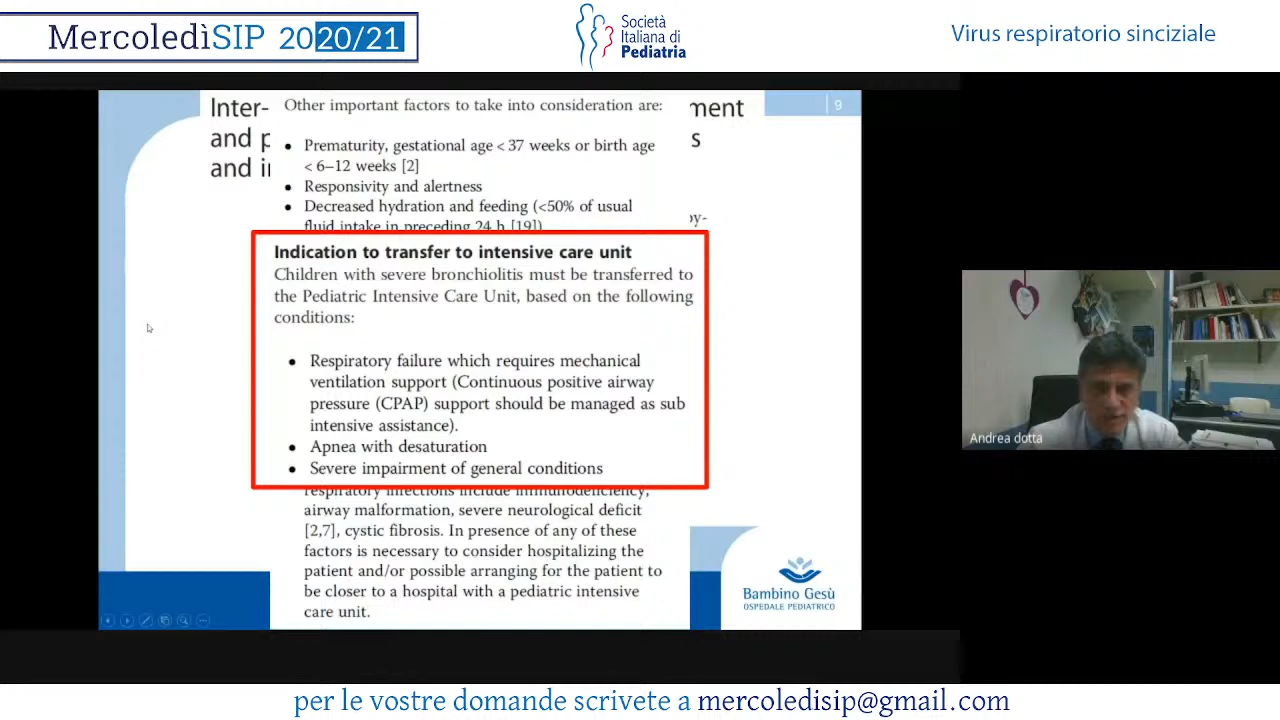 MercoledìSIP 2020/21
Società
Italiana di
Pediatria
Virus respiratorio sinciziale
9
Inter-
ment
and p
s
and i
Other important factors to take into consideration are:
• Prematurity, gestational age < 37 weeks or birth age
< 6–12 weeks [2]
• Responsivity and alertness
• Decreased hydration and feeding (<50% of usual
fluid intake in preceding 24 h [19])
by-
Indication to transfer to intensive care unit
Children with severe bronchiolitis must be transferred to
the Pediatric Intensive Care Unit, based on the following
conditions:
• Respiratory failure which requires mechanical
ventilation support (Continuous positive airway
pressure (CPAP) support should be managed as sub
intensive assistance).
• Apnea with desaturation
• Severe impairment of general conditions
respiratory infections include immunodeficiency,
airway malformation, severe neurological deficit
[2,7], cystic fibrosis. In presence of any of these
factors is necessary to consider hospitalizing the
patient and/or possible arranging for the patient to
be closer to a hospital with a pediatric intensive
care unit.
Bambino Gesù
OSPEDALE PEDIATRICO
Andrea dotta
per le vostre domande scrivete a mercoledisip@gmail.com